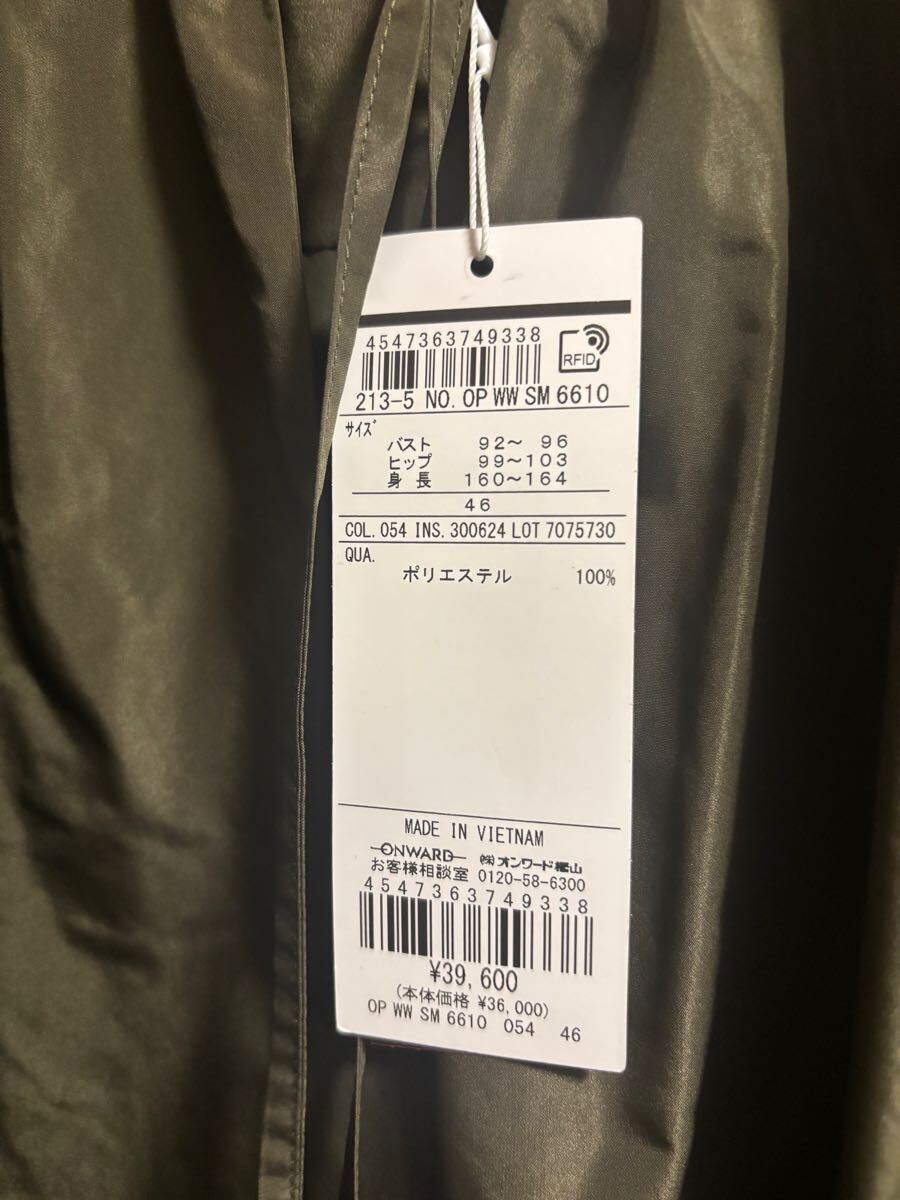 4547363749338
RFID
213-5 NO. OP WW SM 6610
ｻｲｽﾞ
バスト 92～ 96
ヒップ 99～103
身長 160～164
46
COL. 054 INS. 300624 LOT 7075730
QUA.
ポリエステル 100%
MADE IN VIETNAM
ONWARD ㈱オンワード樫山
お客様相談室 0120-58-6300
4547363749338
¥39,600
(本体価格 ¥36,000)
OP WW SM 6610 054 46